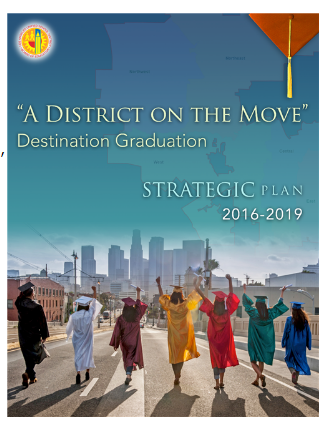 “A DISTRICT ON THE MOVE”
Destination Graduation
,
STRATEGIC PLAN
2016-2019